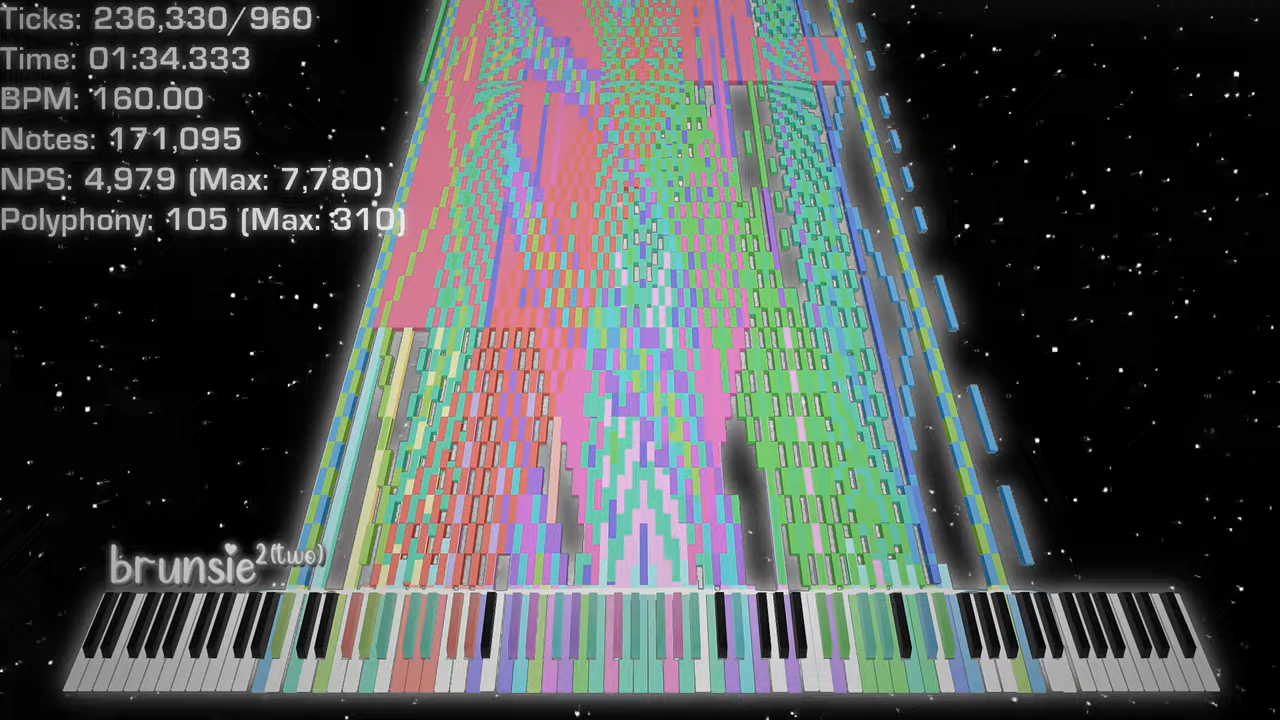 Ticks: 236,330/960
Time: 01:34.333
BPM: 160.00
Notes: 171,095
NPS: 4,979 (Max: 7,780)
Polyphony: 105 (Max: 310)
brunsie2(two)